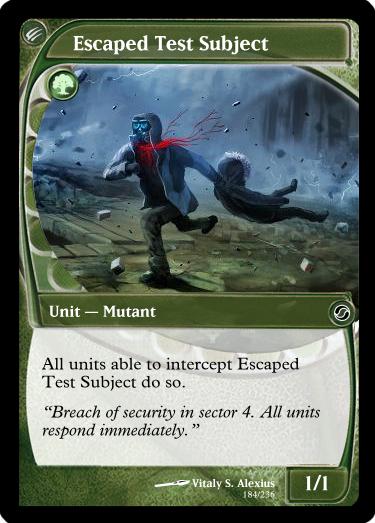 Escaped Test Subject
Unit — Mutant
All units able to intercept Escaped
Test Subject do so.
“Breach of security in sector 4. All units
respond immediately.”
Vitaly S. Alexius
184/236
1/1